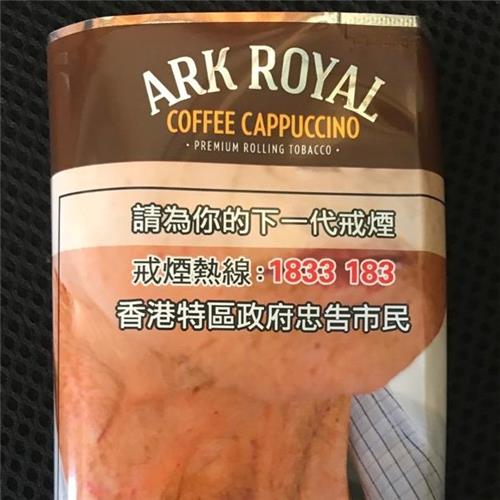 ARK ROYAL
COFFEE CAPPUCCINO
• PREMIUM ROLLING TOBACCO •
請為你的下一代戒煙
戒煙熱線:1833 183
香港特區政府忠告市民